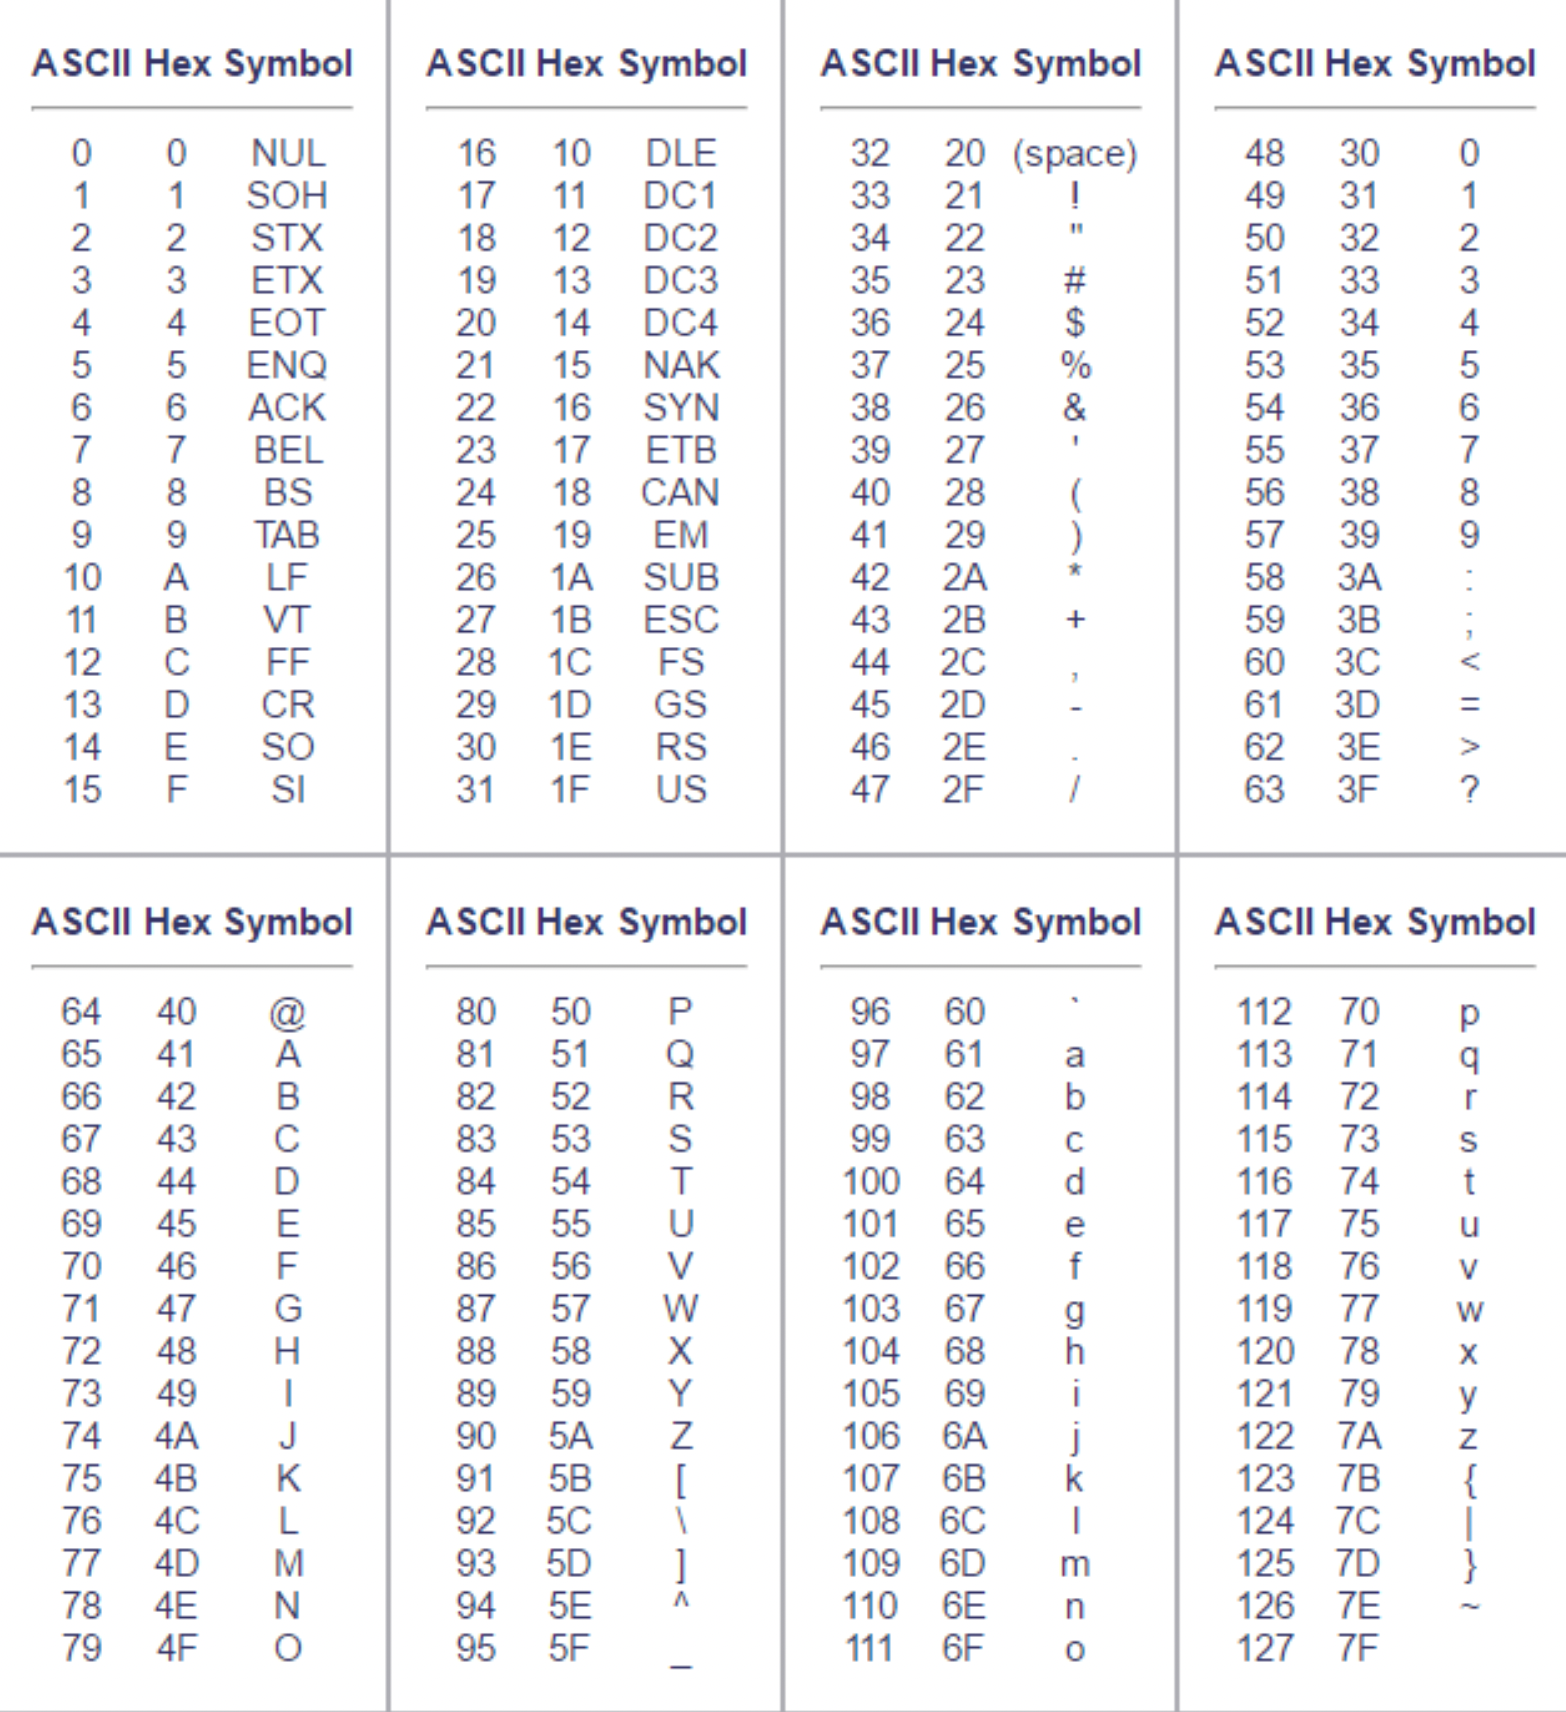 ASCII Hex Symbol ASCII Hex Symbol ASCII Hex Symbol ASCII Hex Symbol
0 0 NUL 16 10 DLE 32 20 (space) 48 30 0
1 1 SOH 17 11 DC1 33 21 ! 49 31 1
2 2 STX 18 12 DC2 34 22 " 50 32 2
3 3 ETX 19 13 DC3 35 23 # 51 33 3
4 4 EOT 20 14 DC4 36 24 $ 52 34 4
5 5 ENQ 21 15 NAK 37 25 % 53 35 5
6 6 ACK 22 16 SYN 38 26 & 54 36 6
7 7 BEL 23 17 ETB 39 27 ' 55 37 7
8 8 BS 24 18 CAN 40 28 ( 56 38 8
9 9 TAB 25 19 EM 41 29 ) 57 39 9
10 A LF 26 1A SUB 42 2A * 58 3A :
11 B VT 27 1B ESC 43 2B + 59 3B ;
12 C FF 28 1C FS 44 2C , 60 3C <
13 D CR 29 1D GS 45 2D - 61 3D =
14 E SO 30 1E RS 46 2E . 62 3E >
15 F SI 31 1F US 47 2F / 63 3F ?
ASCII Hex Symbol ASCII Hex Symbol ASCII Hex Symbol ASCII Hex Symbol
64 40 @ 80 50 P 96 60 ` 112 70 p
65 41 A 81 51 Q 97 61 a 113 71 q
66 42 B 82 52 R 98 62 b 114 72 r
67 43 C 83 53 S 99 63 c 115 73 s
68 44 D 84 54 T 100 64 d 116 74 t
69 45 E 85 55 U 101 65 e 117 75 u
70 46 F 86 56 V 102 66 f 118 76 v
71 47 G 87 57 W 103 67 g 119 77 w
72 48 H 88 58 X 104 68 h 120 78 x
73 49 I 89 59 Y 105 69 i 121 79 y
74 4A J 90 5A Z 106 6A j 122 7A z
75 4B K 91 5B [ 107 6B k 123 7B {
76 4C L 92 5C \ 108 6C l 124 7C |
77 4D M 93 5D ] 109 6D m 125 7D }
78 4E N 94 5E ^ 110 6E n 126 7E ~
79 4F O 95 5F _ 111 6F o 127 7F